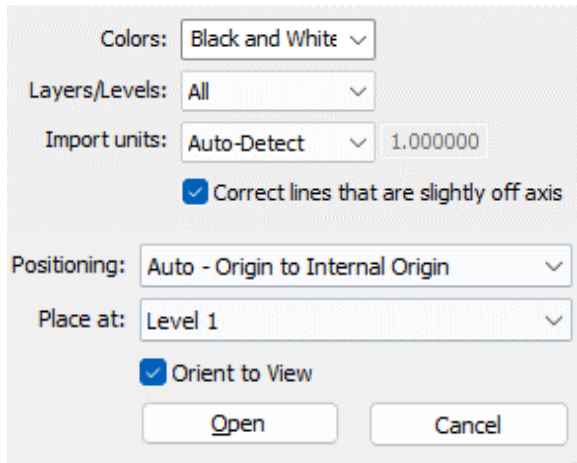 Colors: Black and White
Layers/Levels: All
Import units: Auto-Detect 1.000000
Correct lines that are slightly off axis
Positioning: Auto - Origin to Internal Origin
Place at: Level 1
Orient to View
Open Cancel